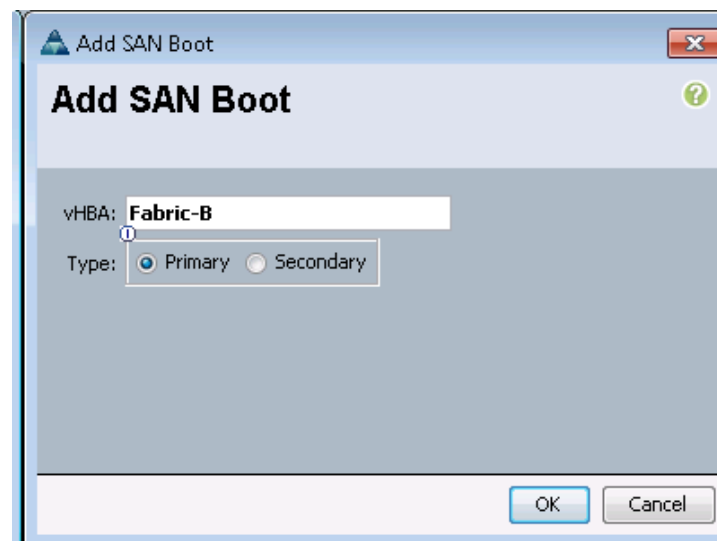 Add SAN Boot
Add SAN Boot
vHBA: Fabric-B
Type: Primary Secondary
OK Cancel